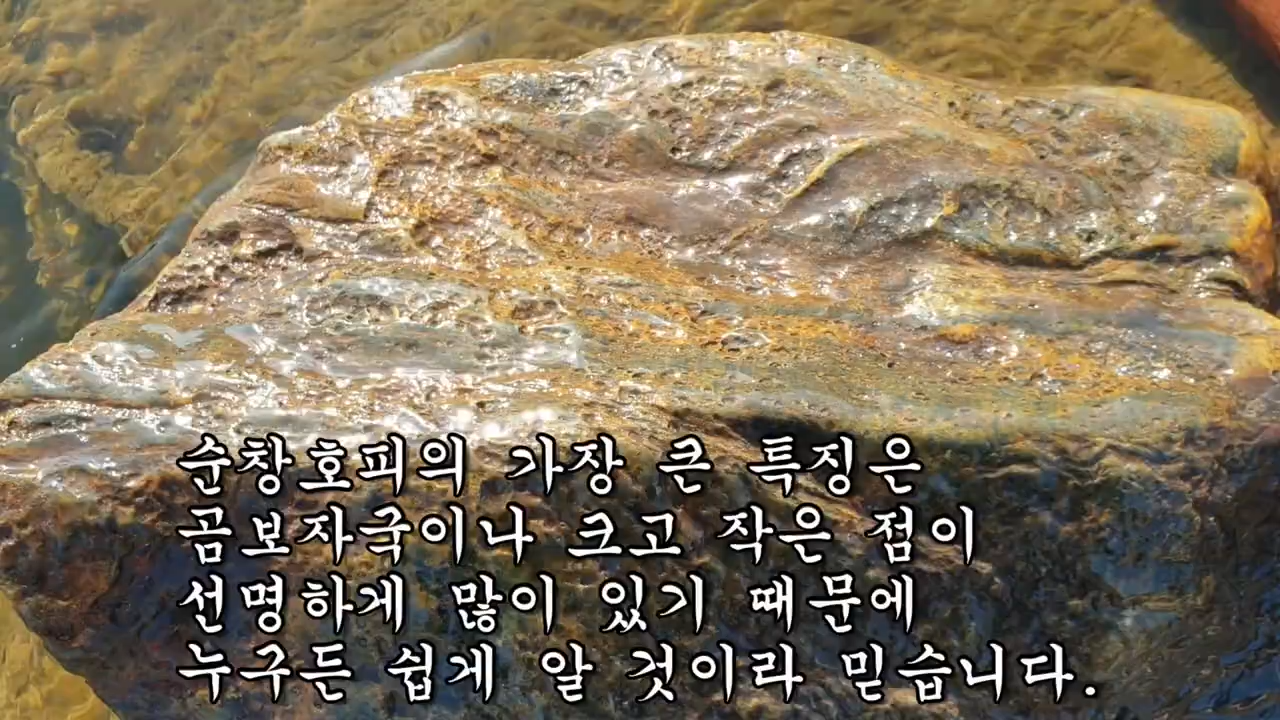 순창호피의 가장 큰 특징은
곰보자국이나 크고 작은 점이
선명하게 많이 있기 때문에
누구든 쉽게 알 것이라 믿습니다.